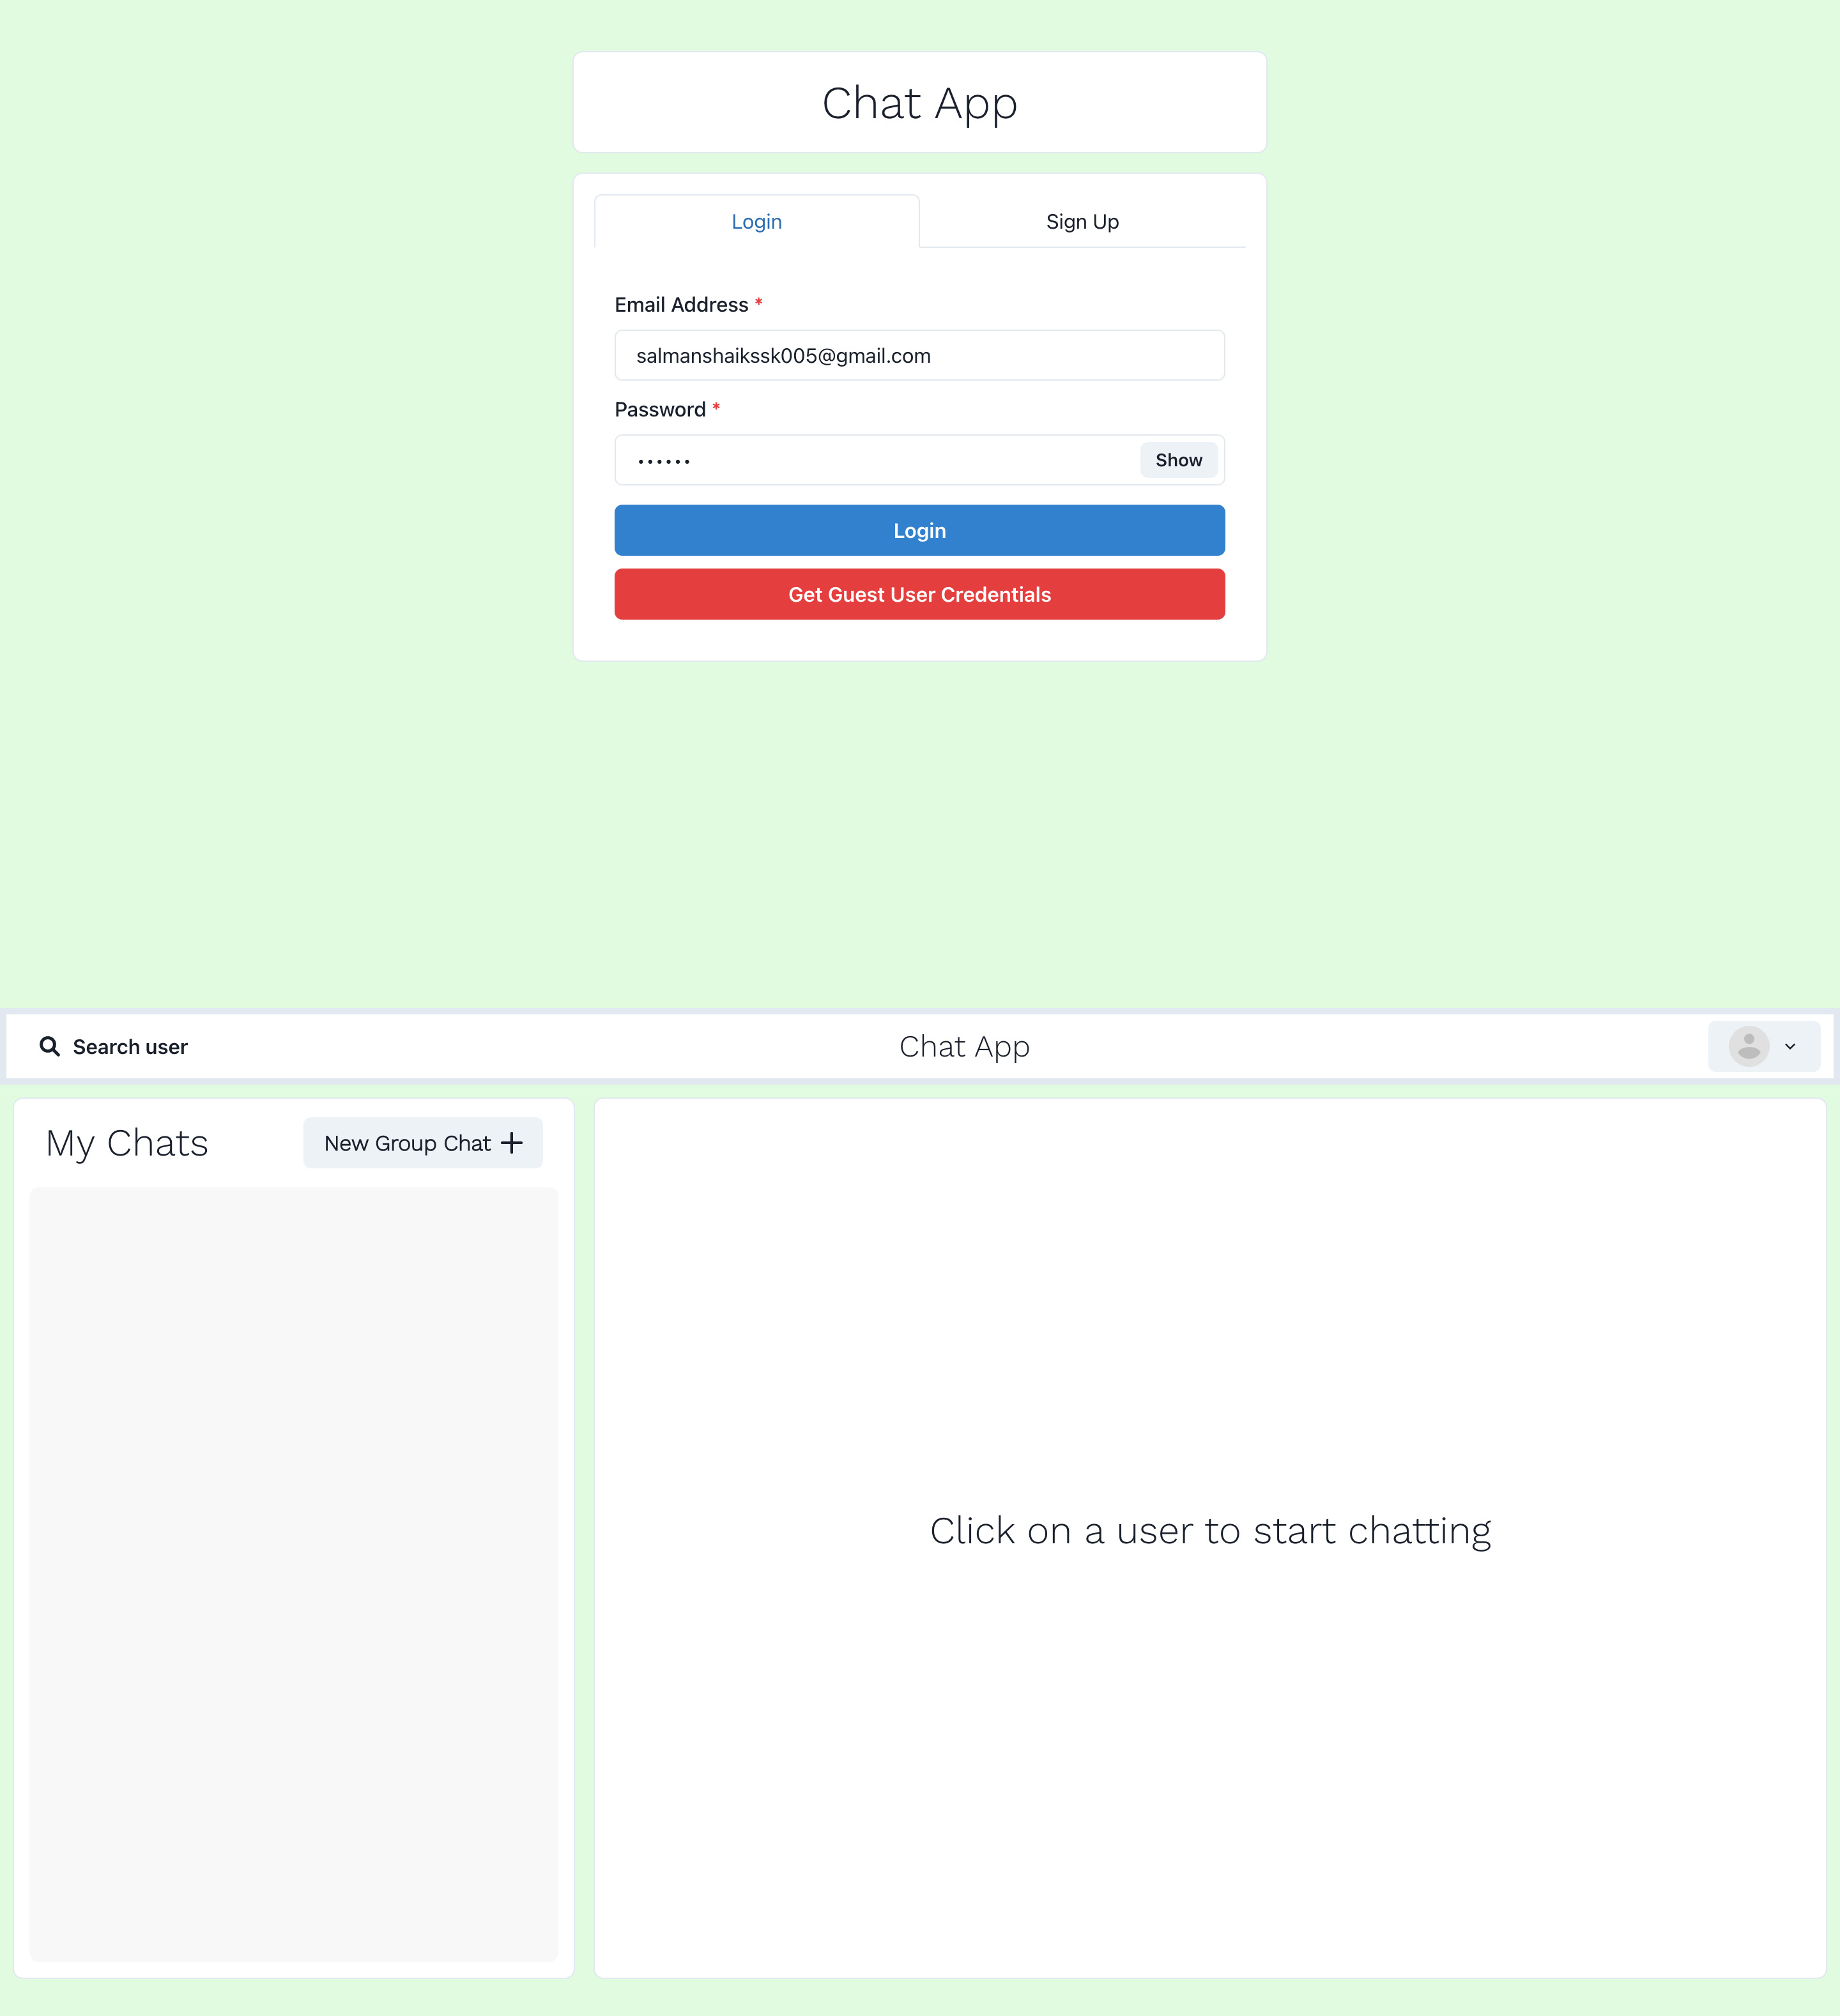 Chat App
Login Sign Up
Email Address *
salmanshaikssk005@gmail.com
Password *
•••••• Show
Login
Get Guest User Credentials
Search user Chat App
My Chats New Group Chat +
Click on a user to start chatting